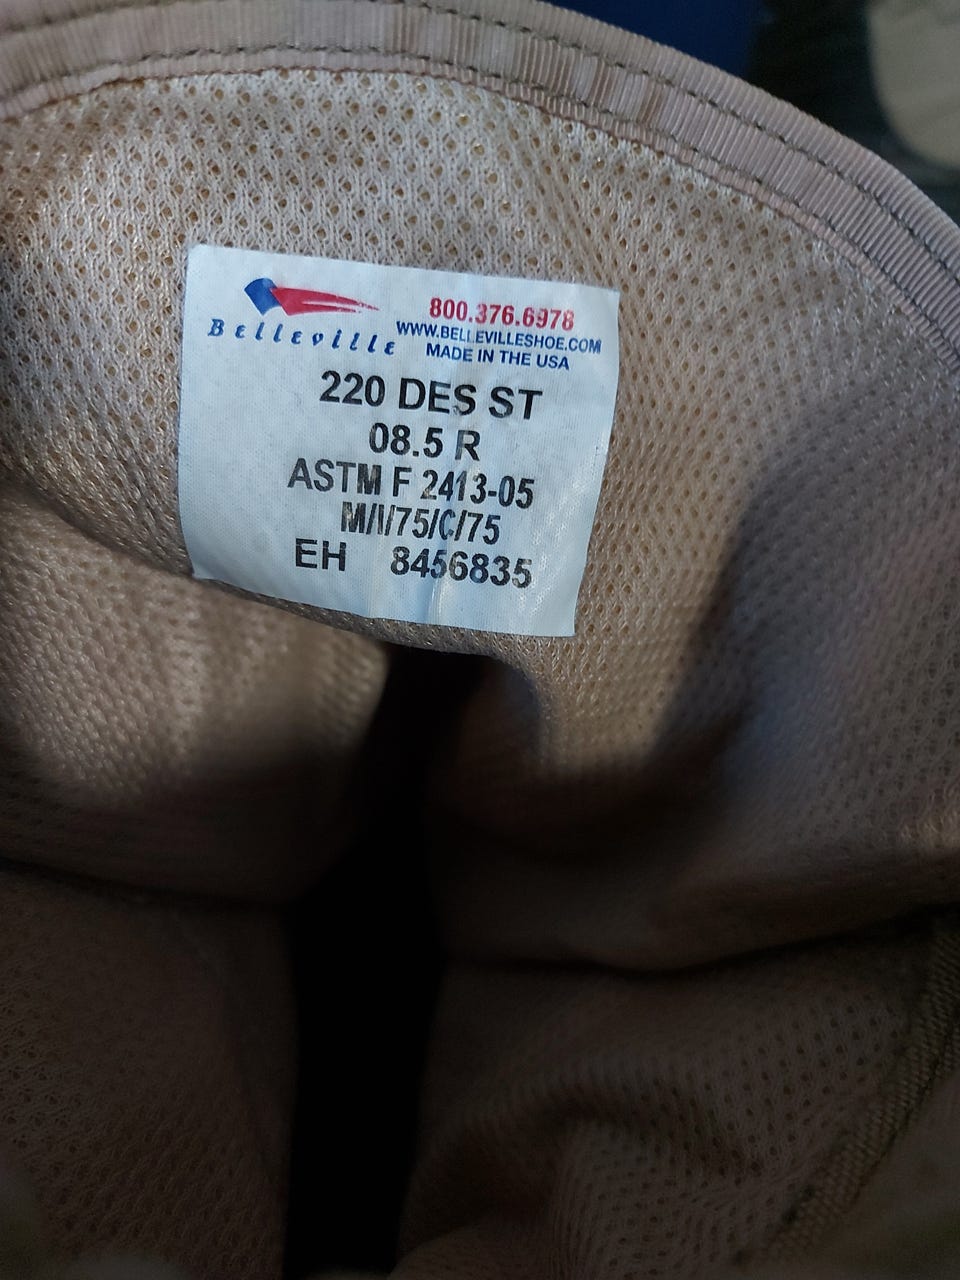 Belleville
800.376.6978
WWW.BELLEVILLESHOE.COM
MADE IN THE USA
220 DES ST
08.5 R
ASTM F 2413-05
M/I/75/C/75
EH 8456835